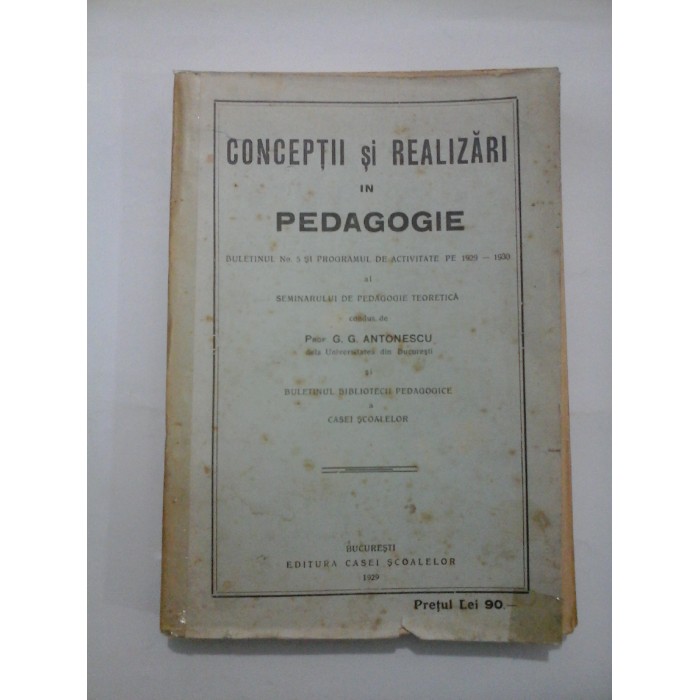 CONCEPȚII și REALIZĂRI
IN
PEDAGOGIE
BULETINUL No. 5 ȘI PROGRAMUL DE ACTIVITATE PE 1929 — 1930
al
SEMINARULUI DE PEDAGOGIE TEORETICĂ
condus de
PROF G. G. ANTONESCU
dela Universitatea din București
și
BULETINUL BIBLIOTECII PEDAGOGICE
a
CASEI ȘCOALELOR
BUCUREȘTI
EDITURA CASEI ȘCOALELOR
1929
Prețul Lei 90.—